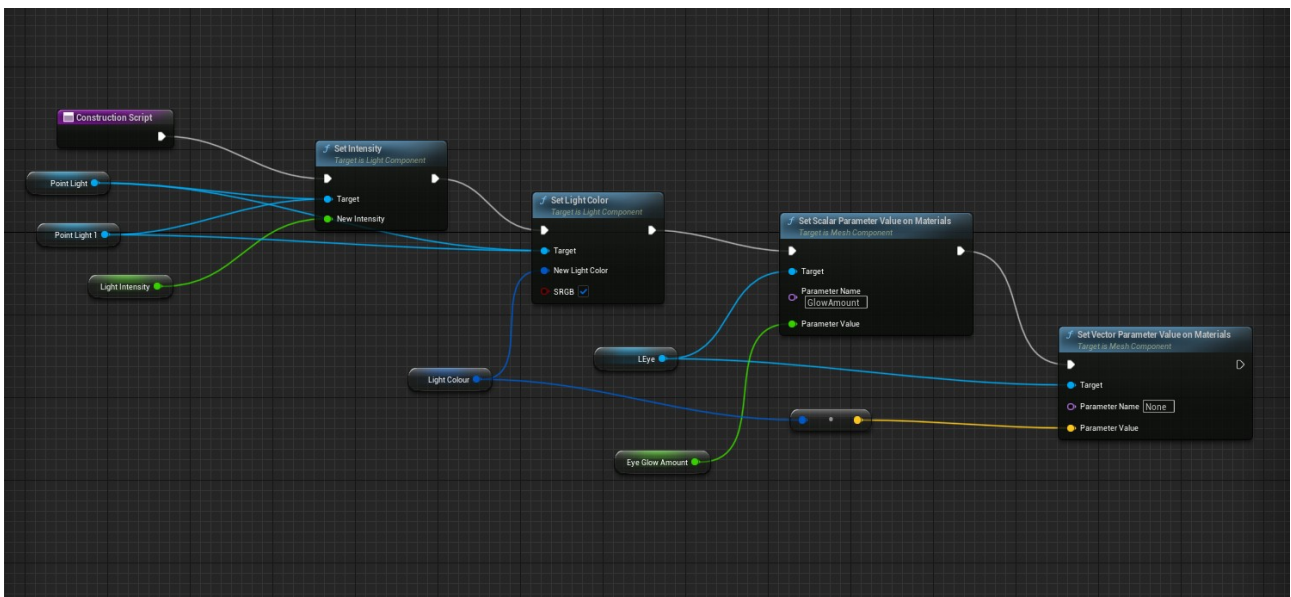 Construction Script
Set Intensity
Target is Light Component
Point Light
Target
New Intensity
Point Light 1
Light Intensity
Set Light Color
Target is Light Component
Target
New Light Color
SRGB
Set Scalar Parameter Value on Materials
Target is Mesh Component
Target
Parameter Name
GlowAmount
Parameter Value
LEye
Light Colour
Eye Glow Amount
Set Vector Parameter Value on Materials
Target is Mesh Component
Target
Parameter Name None
Parameter Value